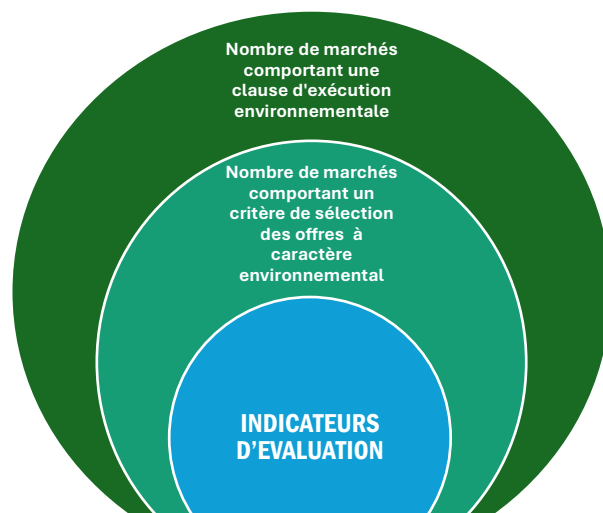 Nombre de marchés
comportant une
clause d'exécution
environnementale
Nombre de marchés
comportant un
critère de sélection
des offres à
caractère
environnemental
INDICATEURS
D'EVALUATION